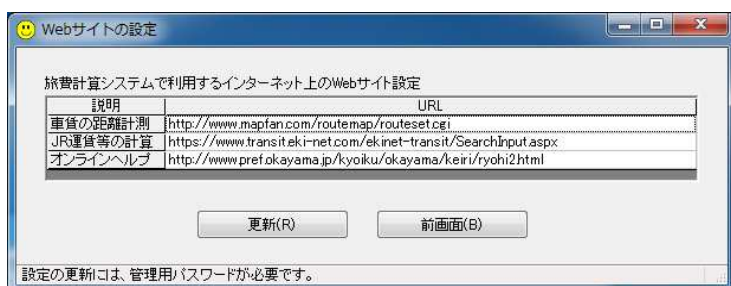 Webサイトの設定
旅費計算システムで利用するインターネット上のWebサイト設定
説明 URL
車賃の距離計測 http://www.mapfan.com/routemap/routeset.cgi
JR運賃等の計算 https://www.transit.eki-net.com/ekinet-transit/SearchInput.aspx
オンラインヘルプ http://www.pref.okayama.jp/kyoiku/okayama/keiri/ryohi2.html
更新(R) 前画面(B)
設定の更新には、管理用パスワードが必要です。